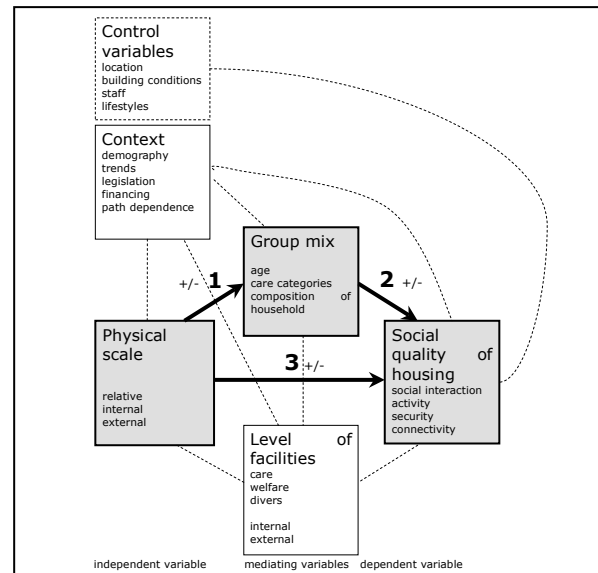 Control
variables
location
building conditions
staff
lifestyles
Context
demography
trends
legislation
financing
path dependence
Group mix
age
care categories
composition of
household
+/- 1
2 +/-
Physical
scale
relative
internal
external
3 +/-
Social
quality of
housing
social interaction
activity
security
connectivity
Level of
facilities
care
welfare
divers
internal
external
independent variable mediating variables dependent variable